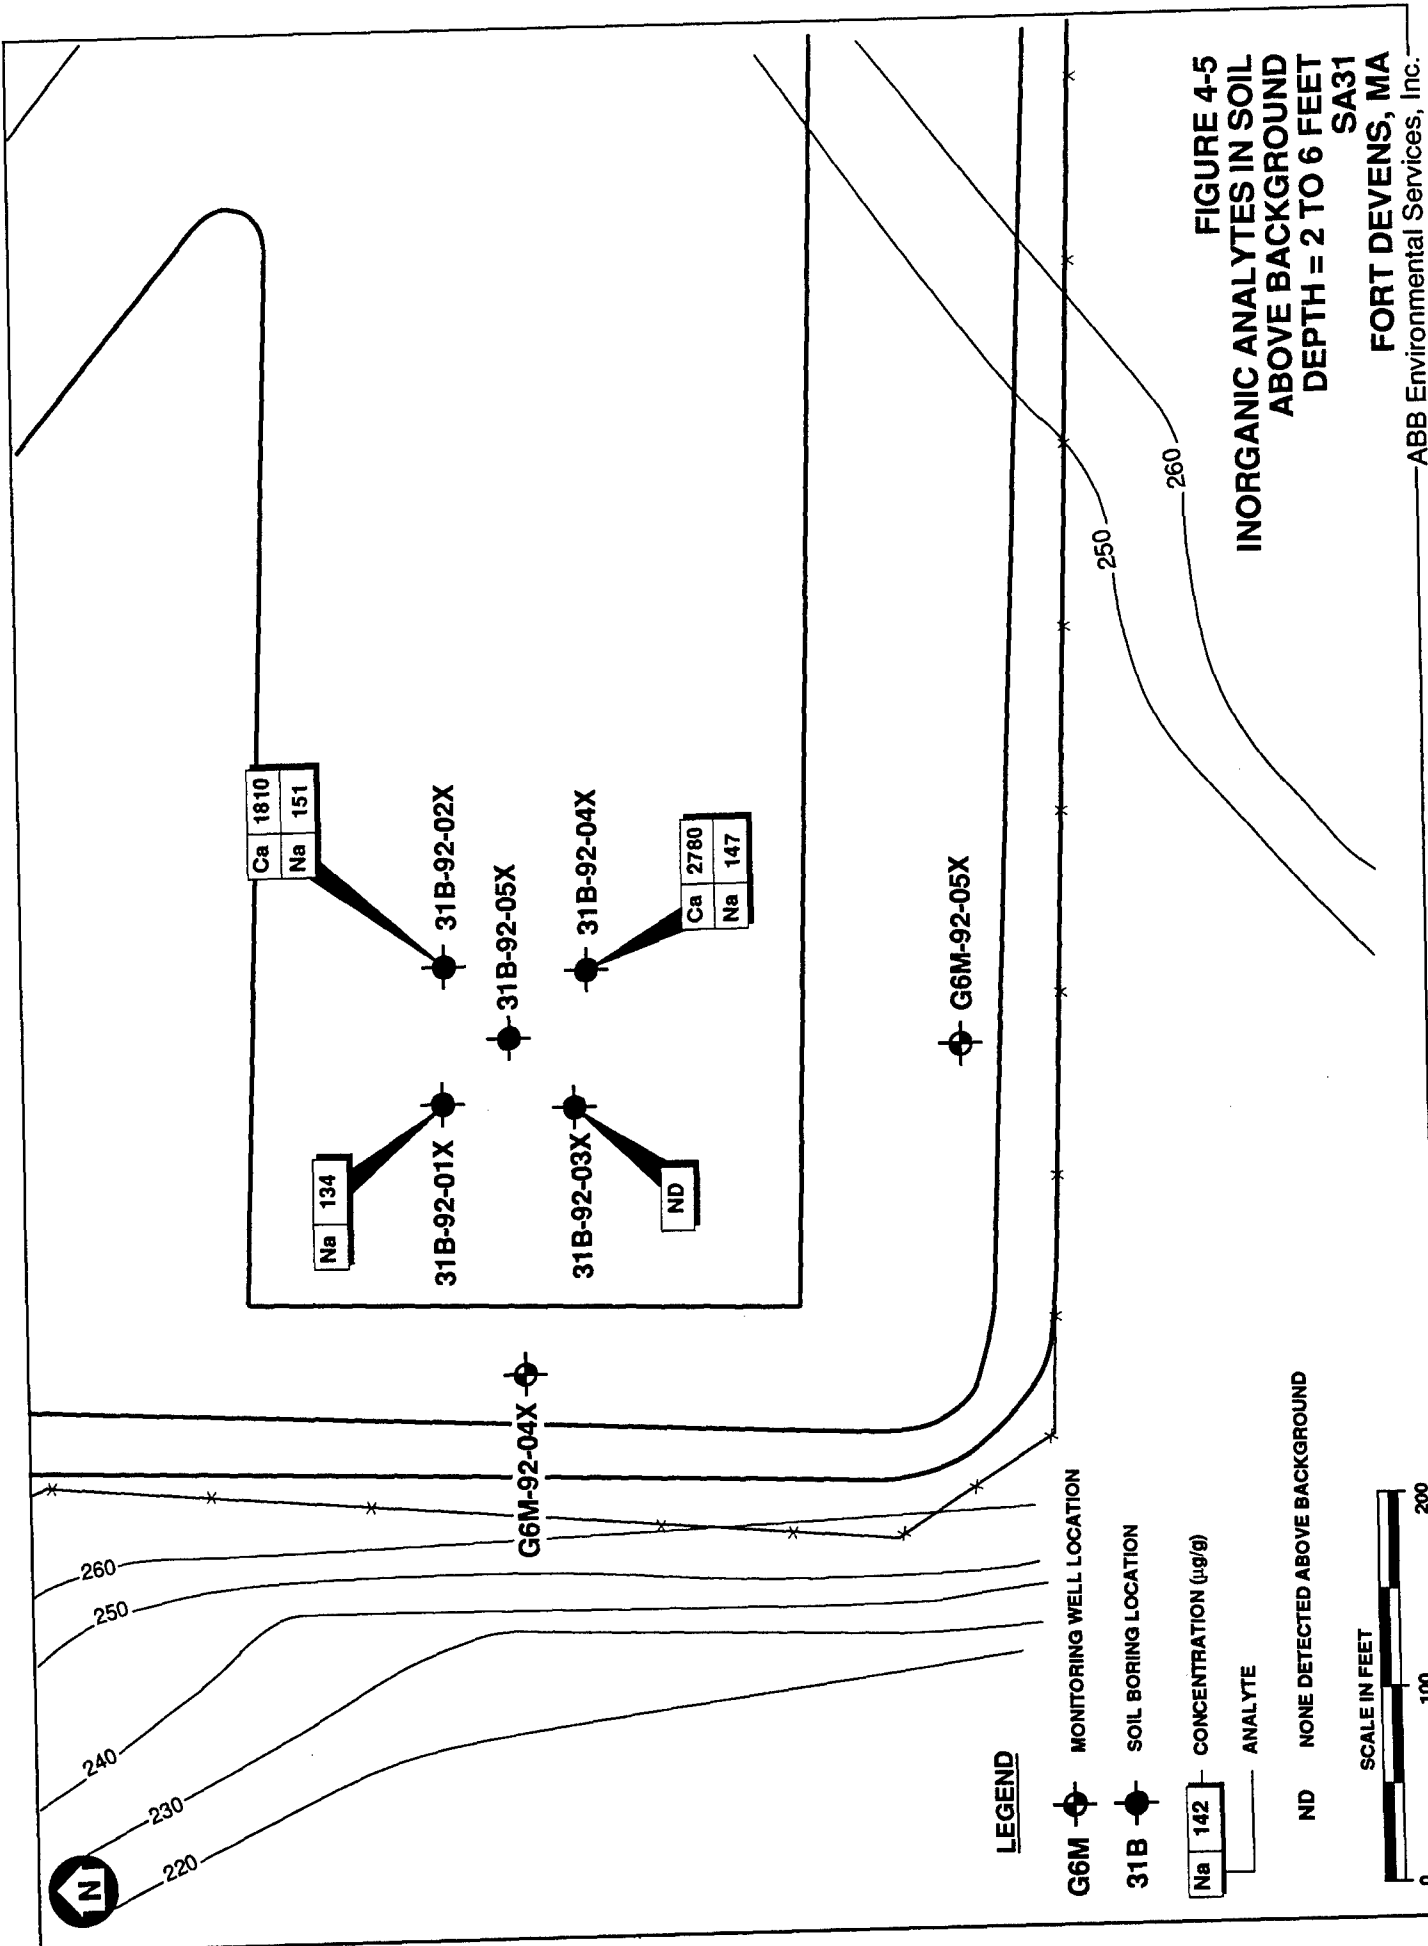 N
260
250
240
230
220
Ca 1810
Na 151
Na 134
31B-92-01X
31B-92-02X
31B-92-05X
31B-92-03X
31B-92-04X
ND
Ca 2780
Na 147
G6M-92-04X
G6M-92-05X
250
260
LEGEND
G6M MONITORING WELL LOCATION
31B SOIL BORING LOCATION
Na 142 CONCENTRATION (µg/g)
ANALYTE
ND NONE DETECTED ABOVE BACKGROUND
SCALE IN FEET
0 100 200
FIGURE 4-5
INORGANIC ANALYTES IN SOIL
ABOVE BACKGROUND
DEPTH = 2 TO 6 FEET
SA31
FORT DEVENS, MA
ABB Environmental Services, Inc.